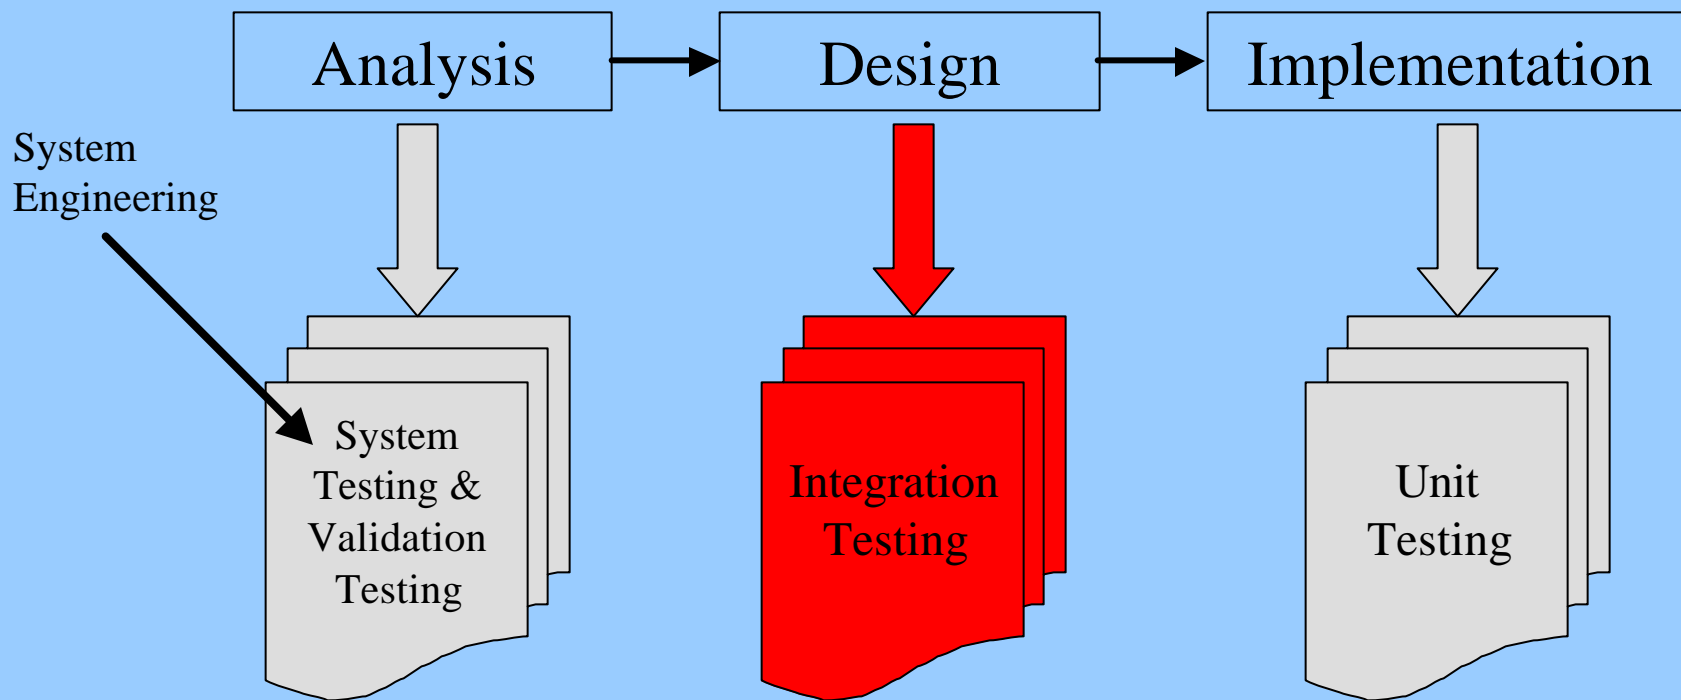 Analysis
Design
Implementation
System
Engineering
System
Testing &
Validation
Testing
Integration
Testing
Unit
Testing